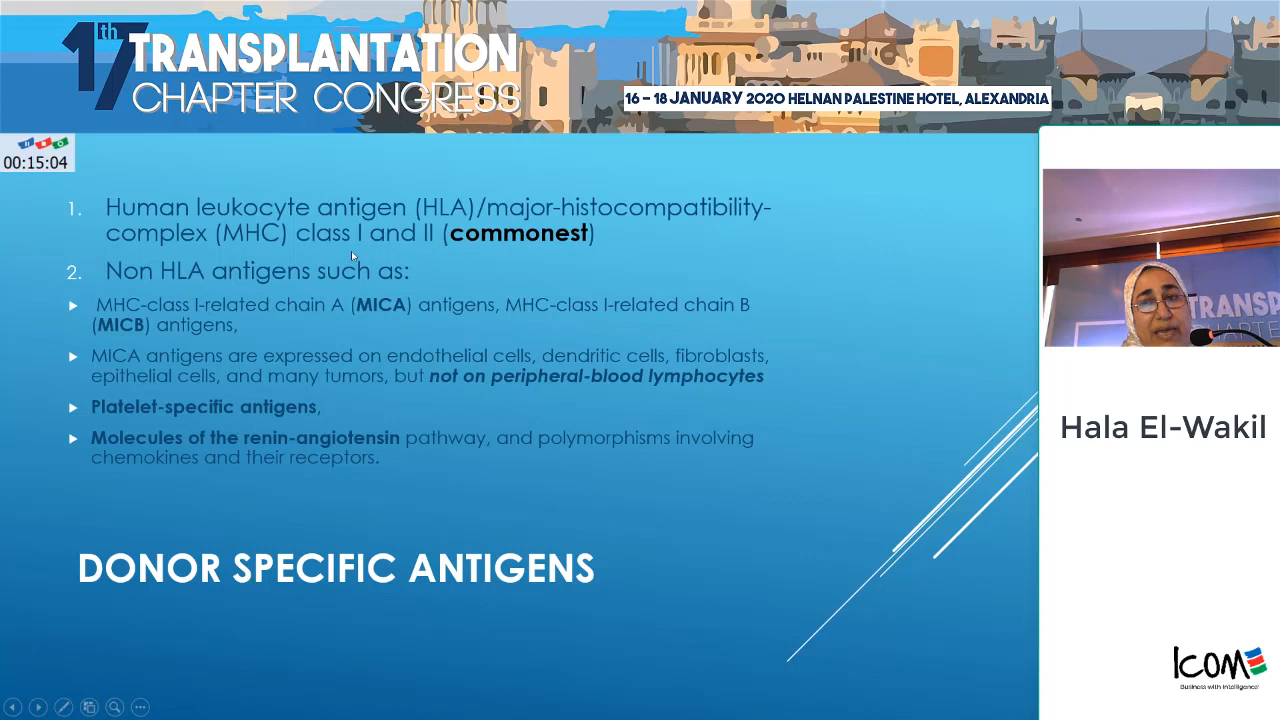 17th TRANSPLANTATION
CHAPTER CONGRESS
16 – 18 JANUARY 2020 HELNAN PALESTINE HOTEL, ALEXANDRIA
00:15:04
1. Human leukocyte antigen (HLA)/major-histocompatibility-
complex (MHC) class I and II (commonest)
2. Non HLA antigens such as:
MHC-class I-related chain A (MICA) antigens, MHC-class I-related chain B
(MICB) antigens,
MICA antigens are expressed on endothelial cells, dendritic cells, fibroblasts,
epithelial cells, and many tumors, but not on peripheral-blood lymphocytes
Platelet-specific antigens,
Molecules of the renin-angiotensin pathway, and polymorphisms involving
chemokines and their receptors.
DONOR SPECIFIC ANTIGENS
TRANSPL
CHAPTE
Hala El-Wakil
ICOM
Business with Intelligence